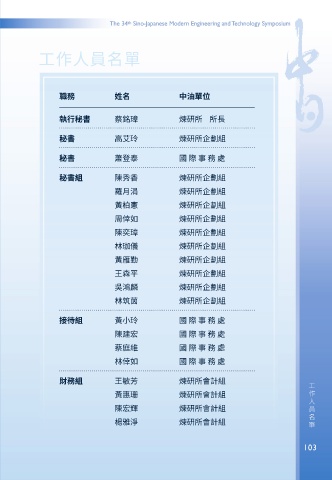 The 34th Sino-Japanese Modern Engineering and Technology Symposium
工作人員名單
職務 姓名 中油單位
執行秘書 蔡銘璋 煉研所 所長
秘書 高艾玲 煉研所企劃組
秘書 蕭登泰 國際事務處
秘書組 陳秀香 煉研所企劃組
羅月涓 煉研所企劃組
黃柏憲 煉研所企劃組
周倖如 煉研所企劃組
陳奕璋 煉研所企劃組
林珈儀 煉研所企劃組
黃雁勤 煉研所企劃組
王森平 煉研所企劃組
吳鴻麟 煉研所企劃組
林筑茵 煉研所企劃組
接待組 黃小玲 國際事務處
陳建宏 國際事務處
蔡庭維 國際事務處
林倖如 國際事務處
財務組 王敏芳 煉研所會計組
黃惠珊 煉研所會計組
陳宏輝 煉研所會計組
楊雅淨 煉研所會計組
中日
工作人員名單
103